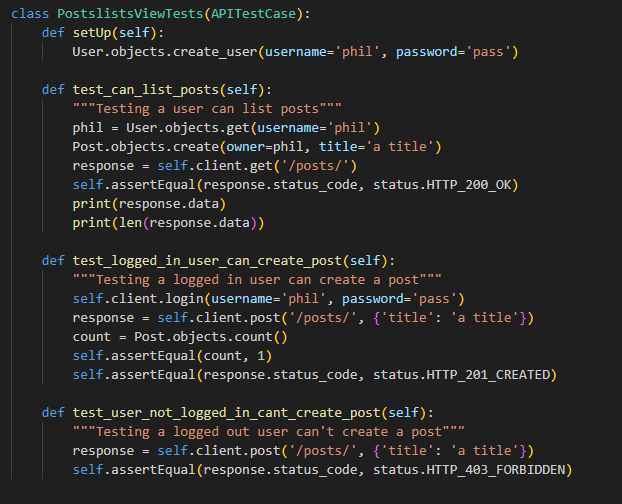 class PostslistsViewTests(APITestCase):
    def setUp(self):
        User.objects.create_user(username='phil', password='pass')
    def test_can_list_posts(self):
        """Testing a user can list posts"""
        phil = User.objects.get(username='phil')
        Post.objects.create(owner=phil, title='a title')
        response = self.client.get('/posts/')
        self.assertEqual(response.status_code, status.HTTP_200_OK)
        print(response.data)
        print(len(response.data))
    def test_logged_in_user_can_create_post(self):
        """Testing a logged in user can create a post"""
        self.client.login(username='phil', password='pass')
        response = self.client.post('/posts/', {'title': 'a title'})
        count = Post.objects.count()
        self.assertEqual(count, 1)
        self.assertEqual(response.status_code, status.HTTP_201_CREATED)
    def test_user_not_logged_in_cant_create_post(self):
        """Testing a logged out user can't create a post"""
        response = self.client.post('/posts/', {'title': 'a title'})
        self.assertEqual(response.status_code, status.HTTP_403_FORBIDDEN)